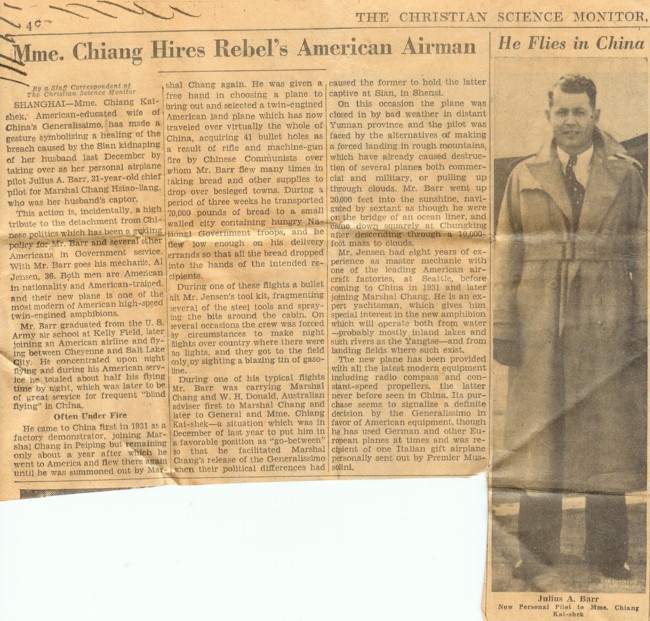 4c-
THE CHRISTIAN SCIENCE MONITOR,
Mme. Chiang Hires Rebel's American Airman
By a Staff Correspondent of
The Christian Science Monitor
SHANGHAI—Mme. Chiang Kai-
shek, American-educated wife of
China's Generalissimo, has made a
gesture symbolizing a healing of the
breach caused by the Sian kidnaping
of her husband last December by
taking over as her personal airplane
pilot Julius A. Barr, 31-year-old chief
pilot for Marshal Chang Hsiao-liang,
who was her husband's captor.
This action is, incidentally, a high
tribute to the detachment from Chi-
nese politics which has been a guiding
policy for Mr. Barr and several other
Americans in Government service.
With Mr. Barr goes his mechanic, Al
Jensen, 36. Both men are American
in nationality and American-trained,
and their new plane is one of the
most modern of American high-speed
twin-engined amphibions.
Mr. Barr graduated from the U. S.
Army air school at Kelly Field, later
joining an American airline and fly-
ing between Cheyenne and Salt Lake
City. He concentrated upon night
flying and during his American serv-
ice he totaled about half his flying
time by night, which was later to be
of great service for frequent "blind
flying" in China.
Often Under Fire
He came to China first in 1931 as a
factory demonstrator, joining Mar-
shal Chang in Peiping but remaining
only about a year after which he
went to America and flew there again
until he was summoned out by Mar-
shal Chang again. He was given a
free hand in choosing a plane to
bring out and selected a twin-engined
American land plane which has now
traveled over virtually the whole of
China, acquiring 41 bullet holes as
a result of rifle and machine-gun
fire by Chinese Communists over
whom Mr. Barr flew many times in
taking bread and other supplies to
drop over besieged towns. During a
period of three weeks he transported
70,000 pounds of bread to a small
walled city containing hungry Na-
tional Government troops, and he
flew low enough on his delivery
errands so that all the bread dropped
into the hands of the intended re-
cipients.
During one of these flights a bullet
hit Mr. Jensen's tool kit, fragmenting
several of the steel tools and spray-
ing the bits around the cabin. On
several occasions the crew was forced
by circumstances to make night
flights over country where there were
no lights, and they got to the field
only by sighting a blazing tin of gaso-
line.
During one of his typical flights
Mr. Barr was carrying Marshal
Chang and W. H. Donald, Australian
adviser first to Marshal Chang and
later to General and Mme. Chiang
Kai-shek—a situation which was in
December of last year to put him in
a favorable position as "go-between"
so that he facilitated Marshal
Chang's release of the Generalissimo
when their political differences had
caused the former to hold the latter
captive at Sian, in Shensi.
On this occasion the plane was
closed in by bad weather in distant
Yunnan province and the pilot was
faced by the alternatives of making
a forced landing in rough mountains,
which have already caused destruc-
tion of several planes both commer-
cial and military, or pulling up
through clouds. Mr. Barr went up
20,000 feet into the sunshine, navi-
gated by sextant as though he were
on the bridge of an ocean liner, and
came down squarely at Chungking
after descending through a 10,000-
foot mass to clouds.
Mr. Jensen had eight years of ex-
perience as master mechanic with
one of the leading American air-
craft factories, at Seattle, before
coming to China in 1931 and later
joining Marshal Chang. He is an ex-
pert yachtsman, which gives him
special interest in the new amphibion
which will operate both from water
—probably mostly inland lakes and
such rivers as the Yangtse—and from
landing fields where such exist.
The new plane has been provided
with all the latest modern equipment
including radio compass and con-
stant-speed propellers, the latter
never before seen in China. Its pur-
chase seems to signalize a definite
decision by the Generalissimo in
favor of American equipment, though
he has used German and other Eu-
ropean planes at times and was re-
cipient of one Italian gift airplane
personally sent out by Premier Mus-
solini.
He Flies in China
Julius A. Barr
New Personal Pilot to Mme. Chiang
Kai-shek